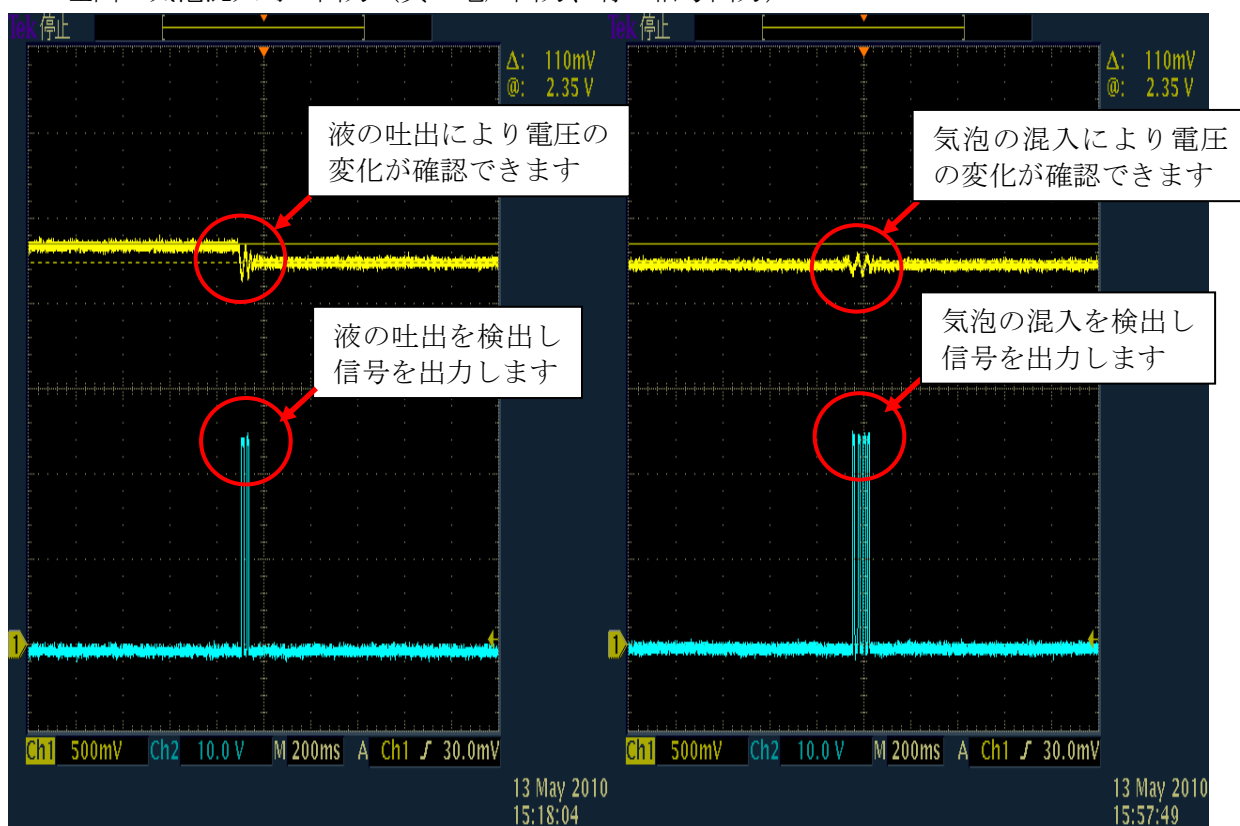 Tek 停止
Δ: 110mV
@: 2.35 V
液の吐出により電圧の
変化が確認できます
液の吐出を検出し
信号を出力します
1
Ch1 500mV Ch2 10.0 V M 200ms A Ch1 ʃ 30.0mV
13 May 2010
15:18:04
Tek 停止
Δ: 110mV
@: 2.35 V
気泡の混入により電圧
の変化が確認できます
気泡の混入を検出し
信号を出力します
1
Ch1 500mV Ch2 10.0 V M 200ms A Ch1 ʃ 30.0mV
13 May 2010
15:57:49